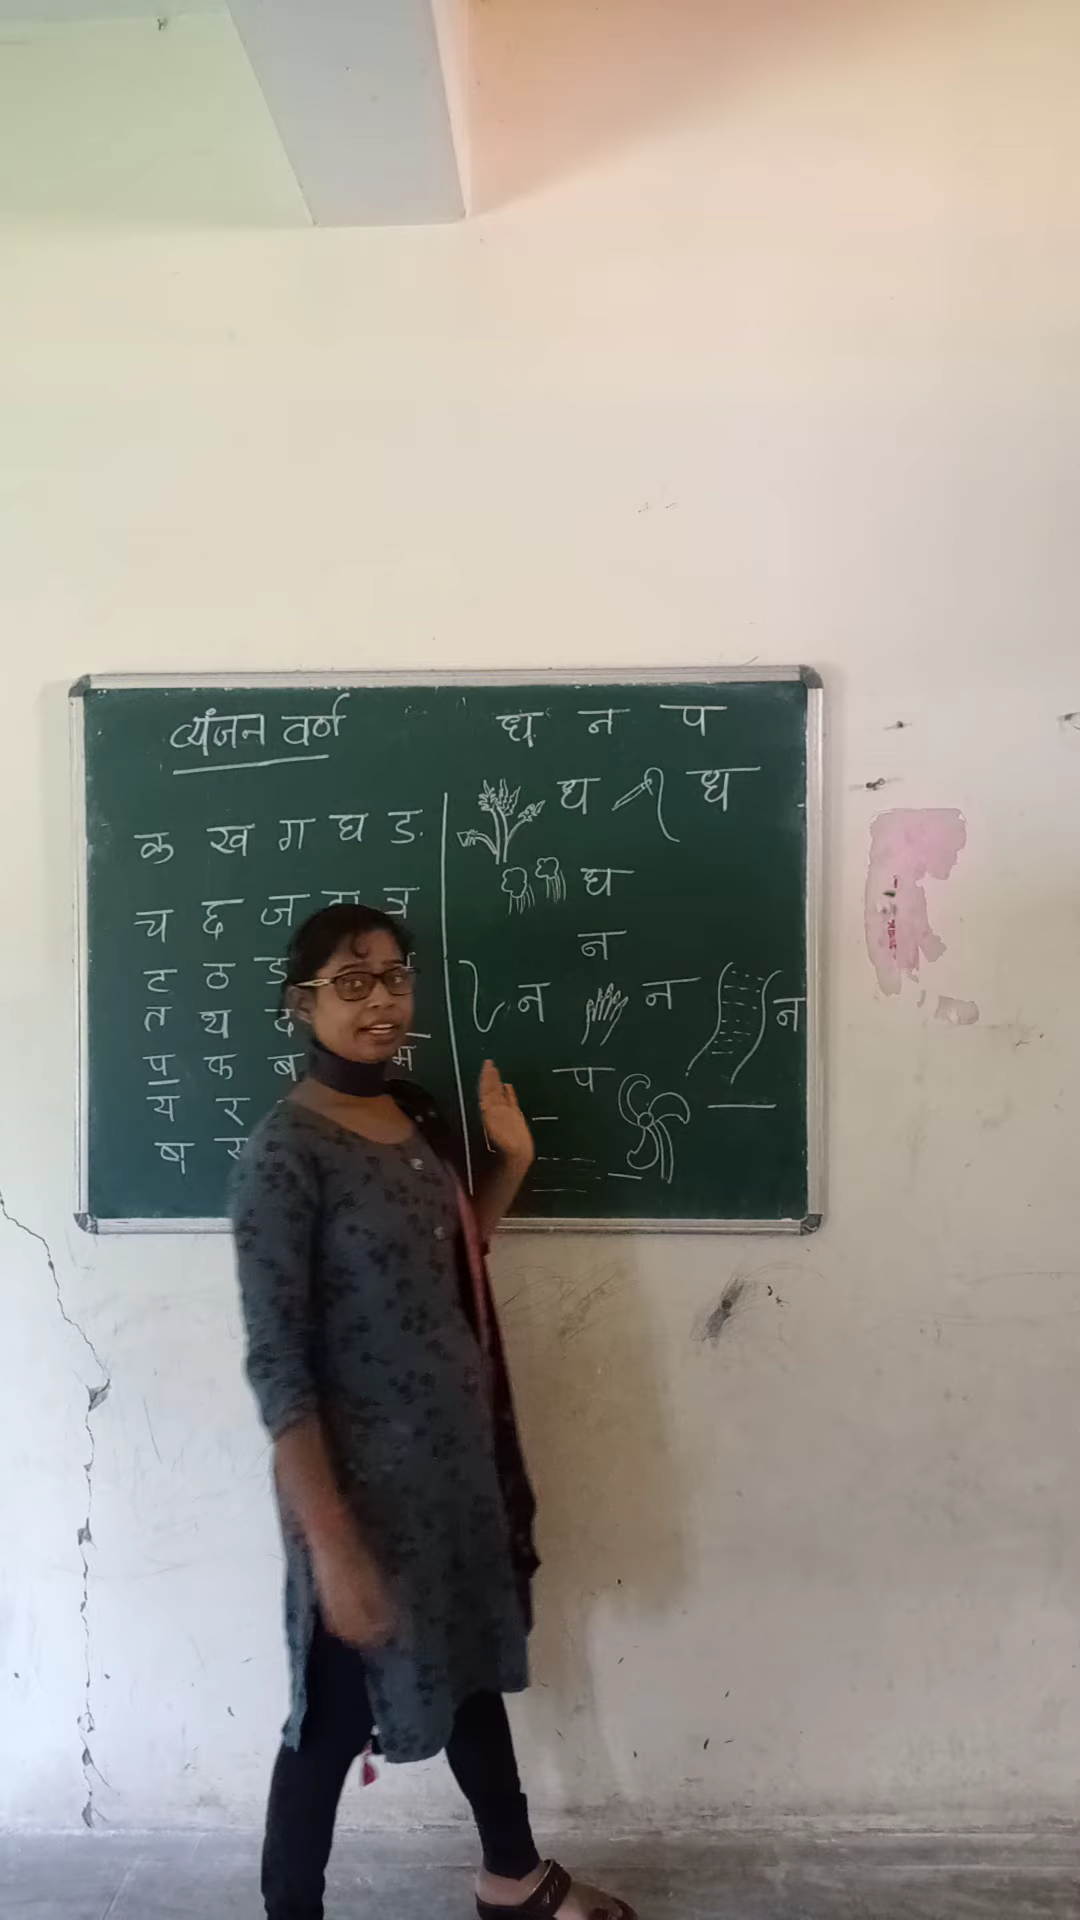 व्यंजन वर्ण
क ख ग घ ङ
च छ ज झ ञ
ट ठ ड
त थ द
प फ ब म
य र
ष स
ध न प
ध ध
ध
न
न न न
प